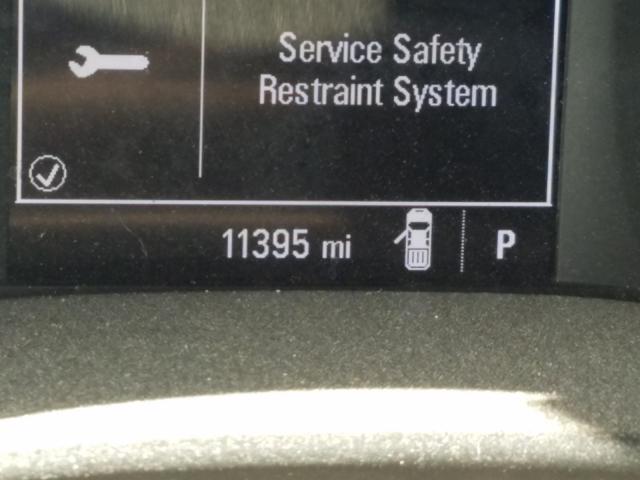 Service Safety
Restraint System
11395 mi
P